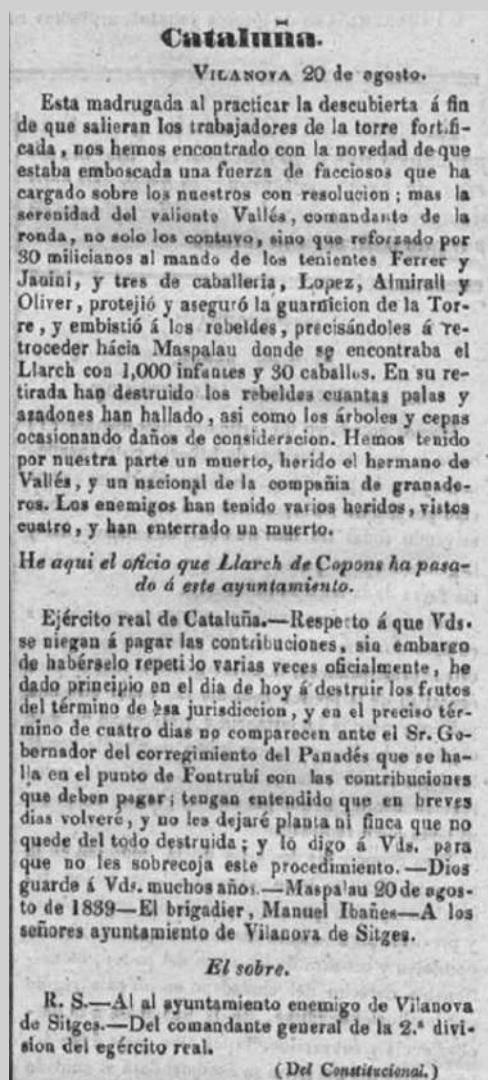 Cataluña.
VILANOVA 20 de agosto.
Esta madrugada al practicar la descubierta á fin
de que salieran los trabajadores de la torre fortifi-
cada, nos hemos encontrado con la novedad de que
estaba emboscada una fuerza de facciosos que ha
cargado sobre los nuestros con resolucion; mas la
serenidad del valiente Vallés, comandante de la
ronda, no solo los contuvo, sino que reforzado por
30 milicianos al mando de los tenientes Ferrer y
Janini, y tres de caballeria, Lopez, Almirall y
Oliver, protejió y aseguró la guarnicion de la Tor-
re, y embistió á los rebeldes, precisándoles á re-
troceder hácia Maspalau donde se encontraba el
Llarch con 1,000 infantes y 30 caballos. En su re-
tirada han destruido los rebeldes cuantas palas y
azadones han hallado, asi como los árboles y cepas
ocasionando daños de consideracion. Hemos tenido
por nuestra parte un muerto, herido el hermano de
Vallés, y un nacional de la compañia de granade-
ros. Los enemigos han tenido varios heridos, vistos
cuatro, y han enterrado un muerto.
He aqui el oficio que Llarch de Copons ha pasa-
do á este ayuntamiento.
Ejército real de Cataluña.—Respecto á que Vds.
se niegan á pagar las contribuciones, sin embargo
de habérselo repetido varias veces oficialmente, he
dado principio en el dia de hoy á destruir los frutos
del término de esa jurisdiccion, y en el preciso tér-
mino de cuatro dias no comparecen ante el Sr. Go-
bernador del corregimiento del Panadés que se ha-
lla en el punto de Fontrubí con las contribuciones
que deben pagar; tengan entendido que en breves
dias volveré, y no les dejaré planta ni finca que no
quede del todo destruida; y lo digo á Vds. para
que no les sobrecoja este procedimiento.—Dios
guarde á Vds. muchos años.—Maspalau 20 de agos-
to de 1839—El brigadier, Manuel Ibañes—A los
señores ayuntamiento de Vilanova de Sitges.
El sobre.
R. S.—Al al ayuntamiento enemigo de Vilanova
de Sitges.—Del comandante general de la 2.ª divi-
sion del egército real.
(Del Constitucional.)